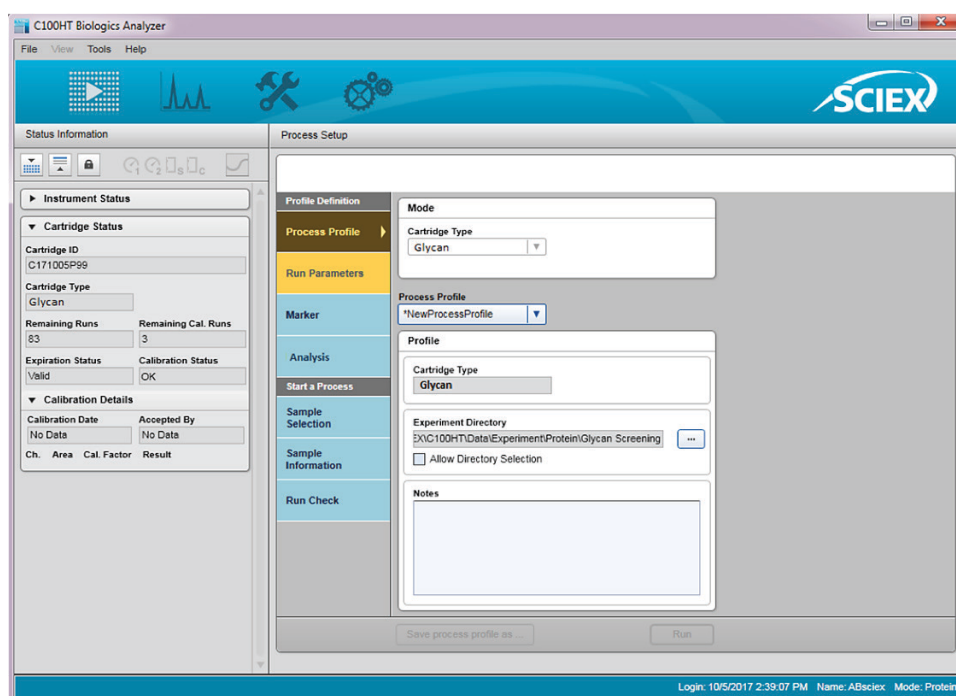 C100HT Biologics Analyzer
File View Tools Help
SCIEX
Status Information
Process Setup
1 2 S C
Instrument Status
Cartridge Status
Cartridge ID
C171005P99
Cartridge Type
Glycan
Remaining Runs Remaining Cal. Runs
83 3
Expiration Status Calibration Status
Valid OK
Calibration Details
Calibration Date Accepted By
No Data No Data
Ch. Area Cal. Factor Result
Profile Definition
Process Profile
Run Parameters
Marker
Analysis
Start a Process
Sample
Selection
Sample
Information
Run Check
Mode
Cartridge Type
Glycan
Process Profile
*NewProcessProfile
Profile
Cartridge Type
Glycan
Experiment Directory
EX\C100HT\Data\Experiment\Protein\Glycan Screening
...
Allow Directory Selection
Notes
Save process profile as ...
Run
Login: 10/5/2017 2:39:07 PM Name: ABsciex Mode: Protein